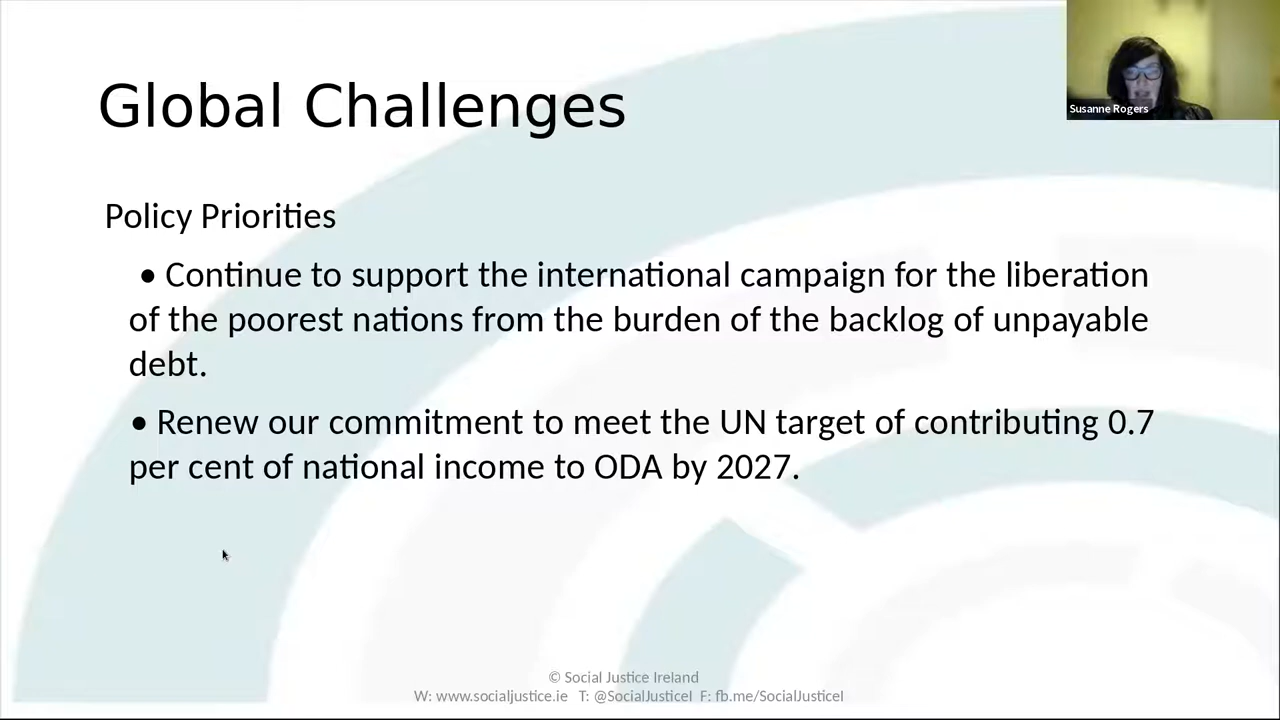 Susanne Rogers
Global Challenges
Policy Priorities
• Continue to support the international campaign for the liberation
of the poorest nations from the burden of the backlog of unpayable
debt.
• Renew our commitment to meet the UN target of contributing 0.7
per cent of national income to ODA by 2027.
© Social Justice Ireland
W: www.socialjustice.ie T: @SocialJusticeI F: fb.me/SocialJusticeI